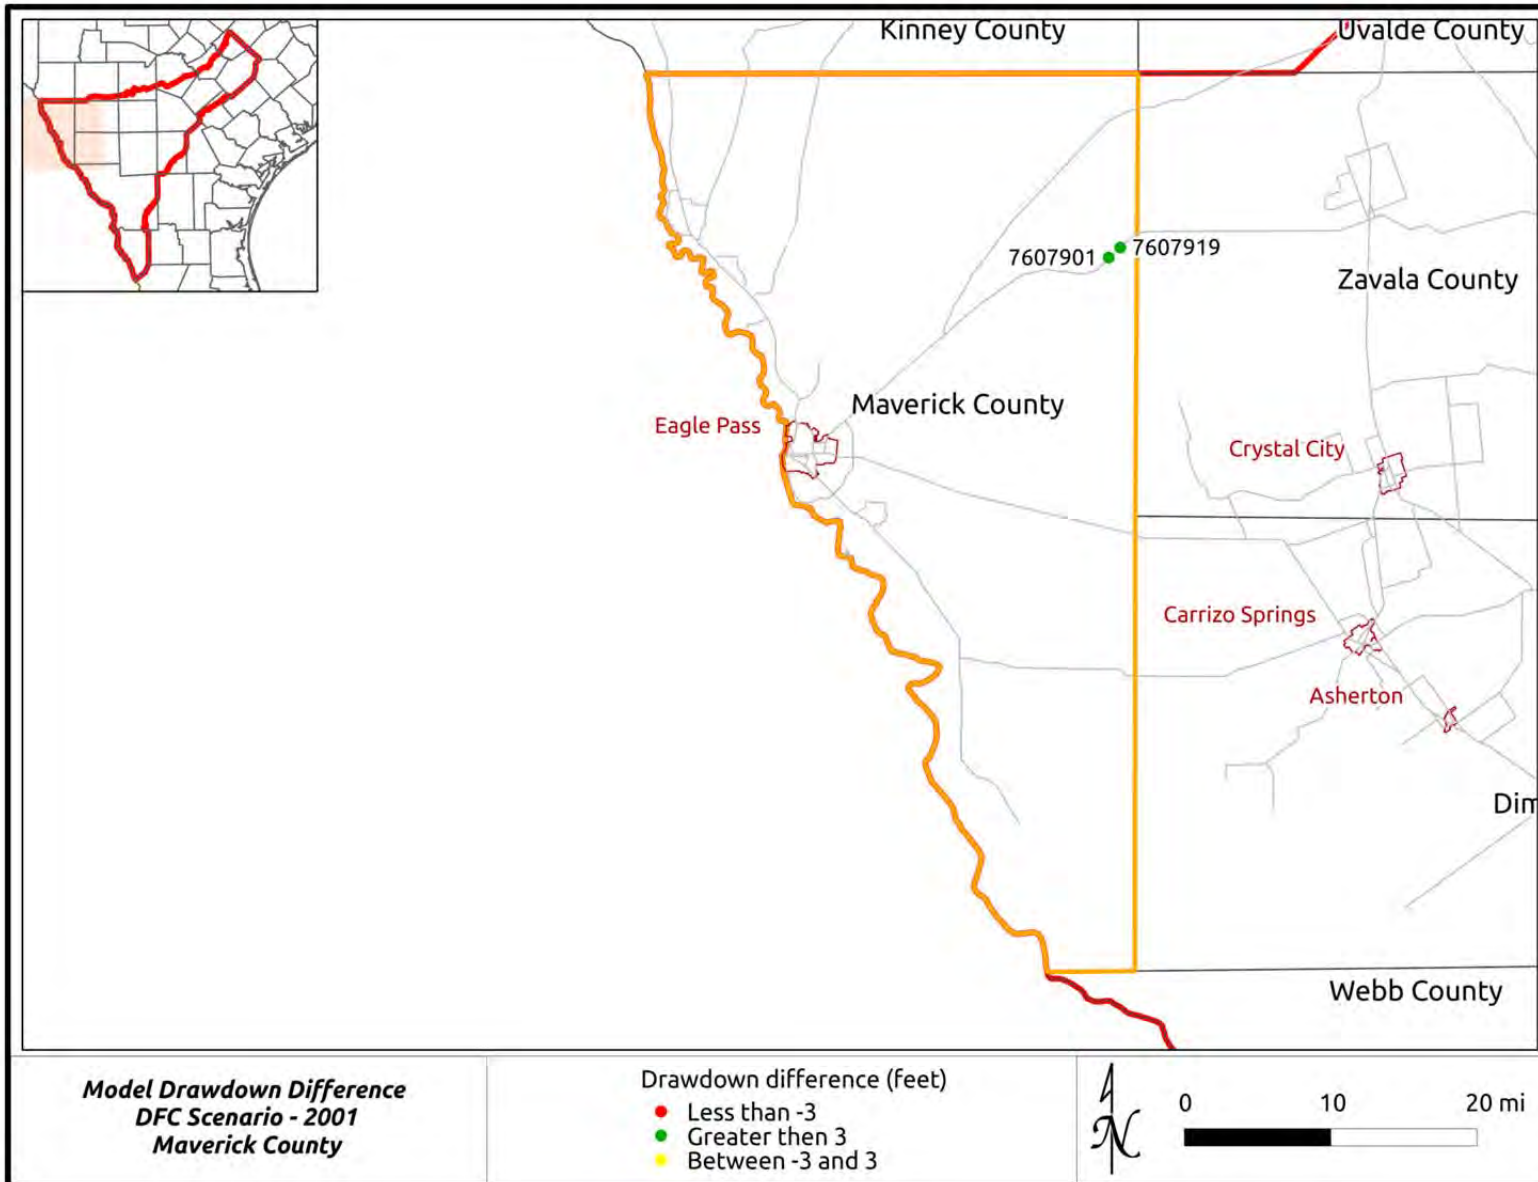 Kinney County
Uvalde County
7607901
7607919
Zavala County
Maverick County
Eagle Pass
Crystal City
Carrizo Springs
Asherton
Dim
Webb County
Model Drawdown Difference
DFC Scenario - 2001
Maverick County
Drawdown difference (feet)
Less than -3
Greater then 3
Between -3 and 3
N
0 10 20 mi